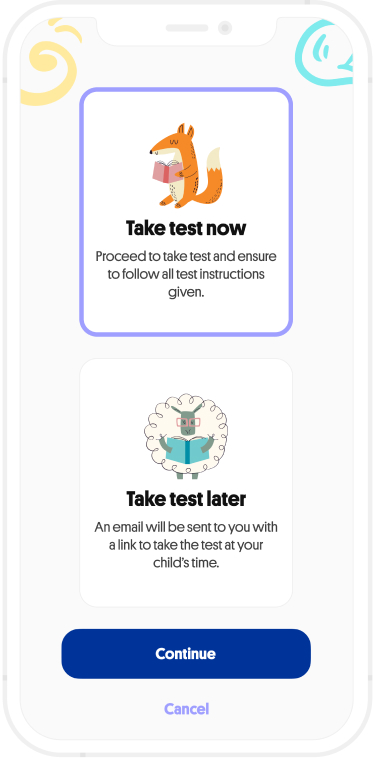 Take test now
Proceed to take test and ensure
to follow all test instructions
given.
Take test later
An email will be sent to you with
a link to take the test at your
child's time.
Continue
Cancel